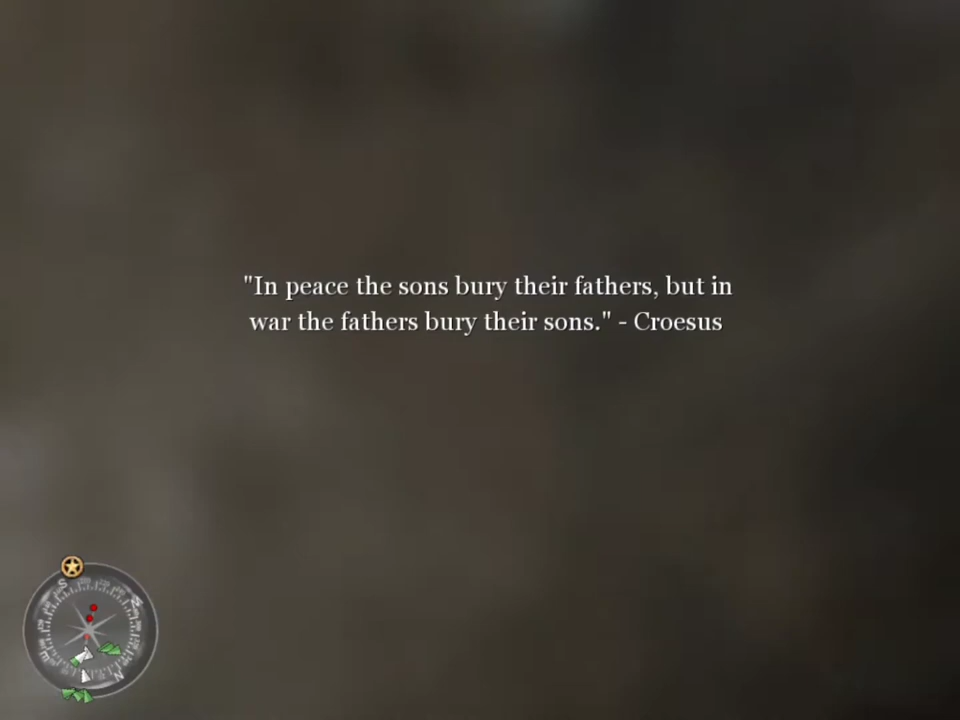 "In peace the sons bury their fathers, but in
war the fathers bury their sons." - Croesus
S
N